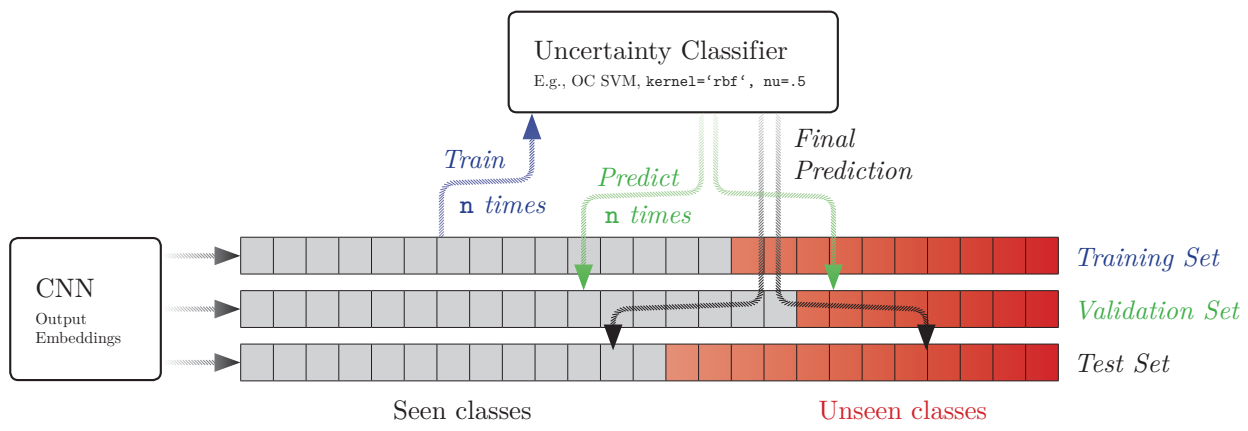 Uncertainty Classifier
E.g., OC SVM, kernel=‘rbf‘, nu=.5
Train
n times
Predict
n times
Final
Prediction
CNN
Output
Embeddings
Training Set
Validation Set
Test Set
Seen classes
Unseen classes